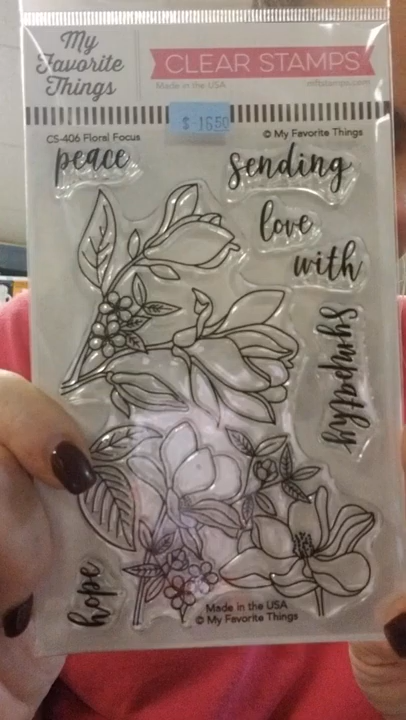 My
Favorite
Things
CLEAR STAMPS
Made in the USA
mftstamps.com
$ 16.50
CS-406 Floral Focus
© My Favorite Things
peace
sending
love
with
sympathy
hope
Made in the USA
© My Favorite Things